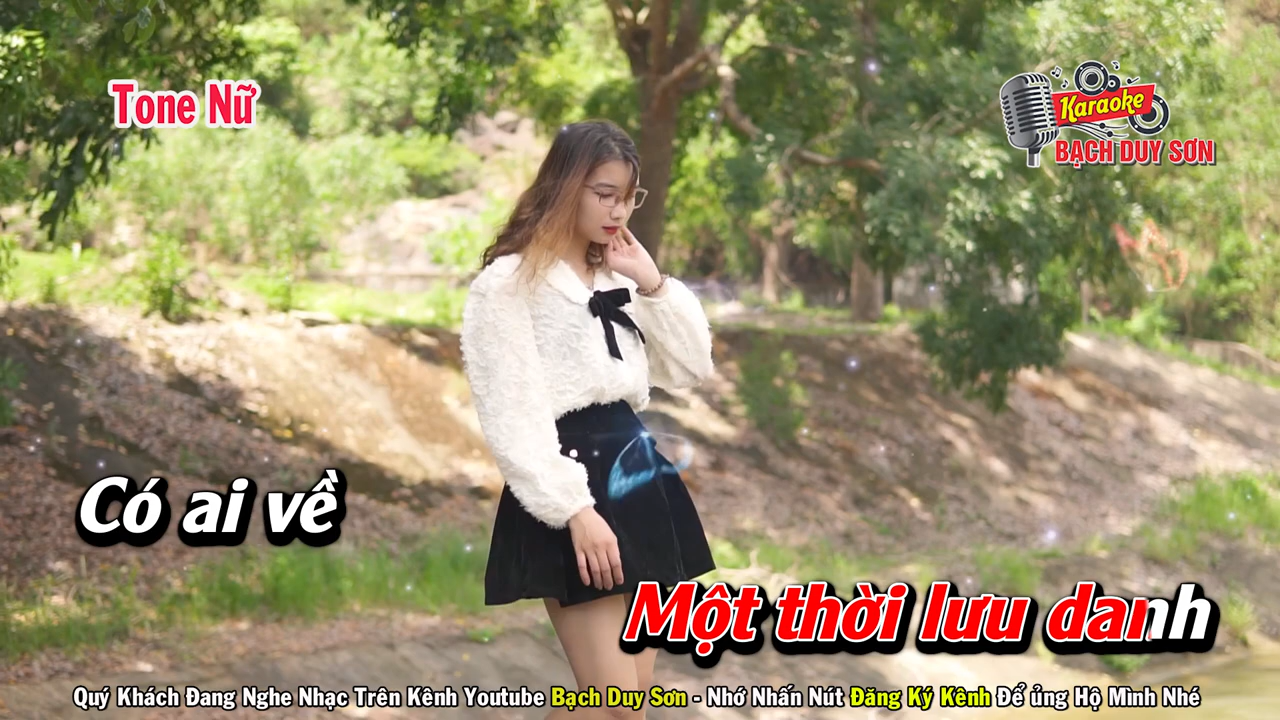 Tone Nữ
Karaoke
BẠCH DUY SƠN
Có ai về
Một thời lưu danh
Quý Khách Đang Nghe Nhạc Trên Kênh Youtube Bạch Duy Sơn - Nhớ Nhấn Nút Đăng Ký Kênh Để ủng Hộ Mình Nhé